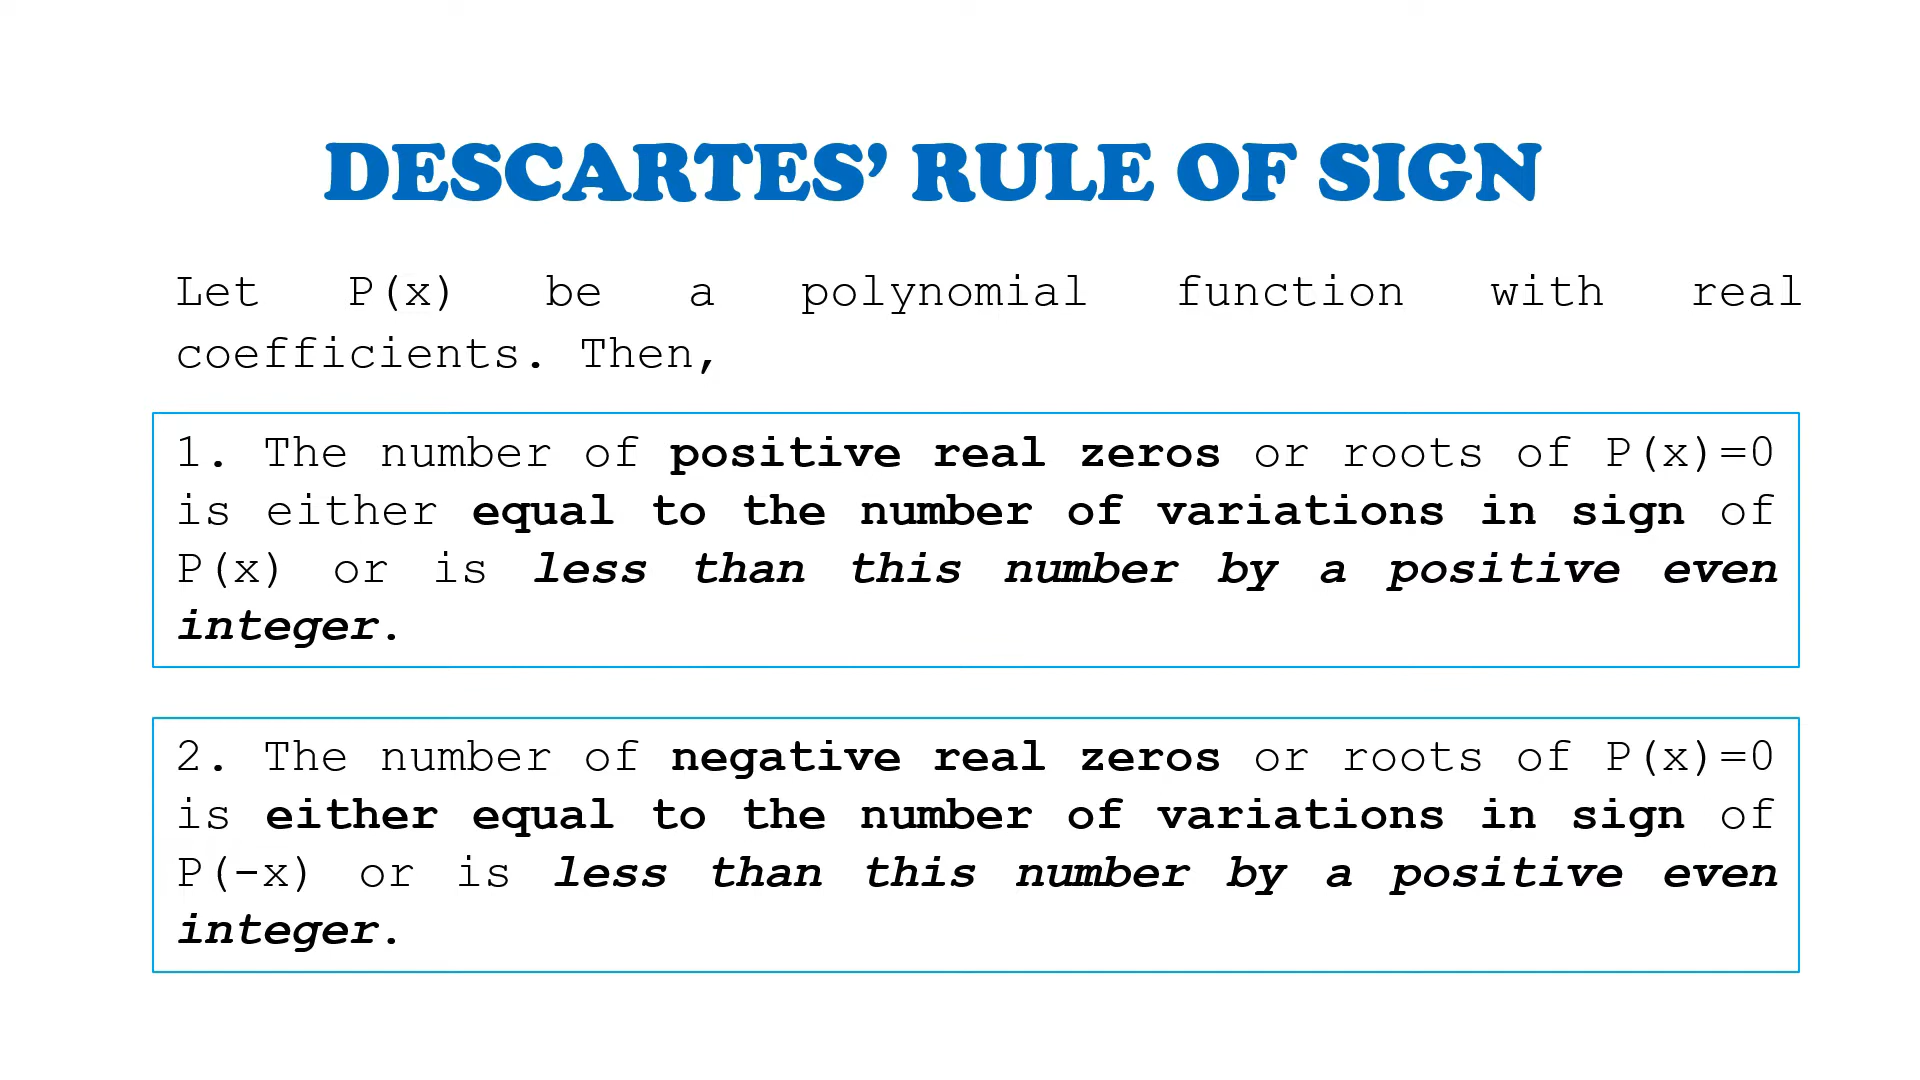 DESCARTES’ RULE OF SIGN
Let P(x) be a polynomial function with real
coefficients. Then,
1. The number of positive real zeros or roots of P(x)=0
is either equal to the number of variations in sign of
P(x) or is less than this number by a positive even
integer.
2. The number of negative real zeros or roots of P(x)=0
is either equal to the number of variations in sign of
P(-x) or is less than this number by a positive even
integer.